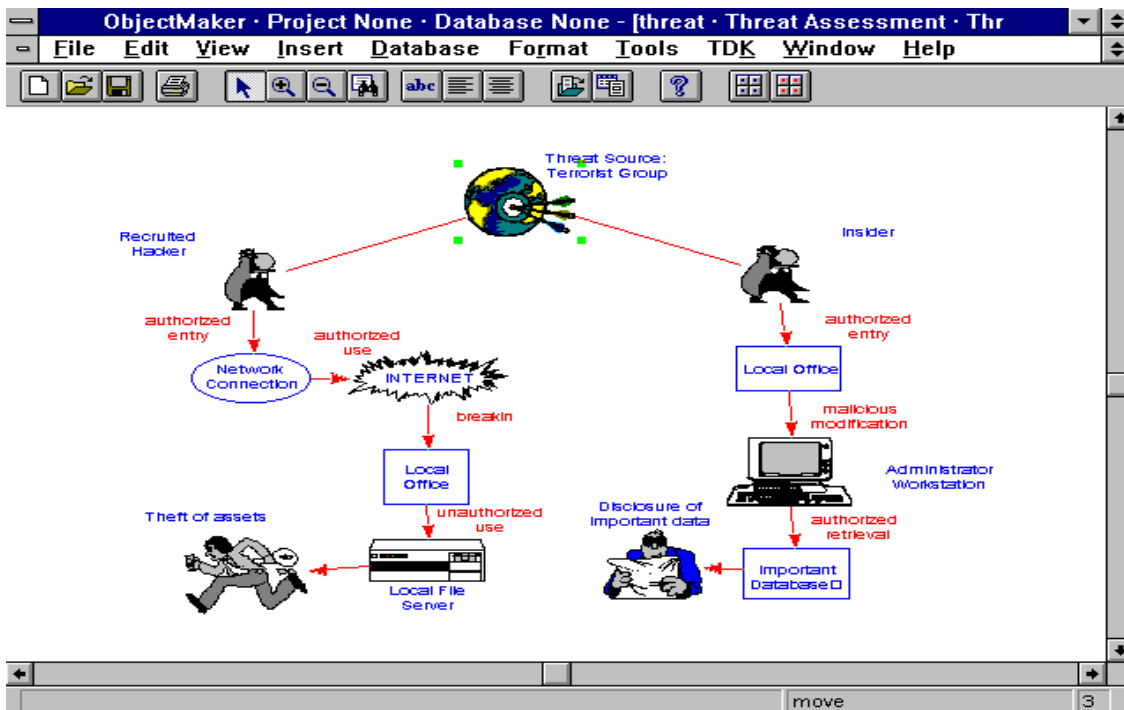 ObjectMaker · Project None · Database None - [threat · Threat Assessment · Thr
File Edit View Insert Database Format Tools TDK Window Help
abc
?
Threat Source:
Terrorist Group
Recruited
Hacker
Insider
authorized
entry
authorized
use
authorized
entry
Network
Connection
INTERNET
Local Office
breakin
malicious
modification
Local
Office
Administrator
Workstation
unauthorized
use
Theft of assets
Disclosure of
Important data
authorized
retrieval
Local File
Server
Important
Database
move
3